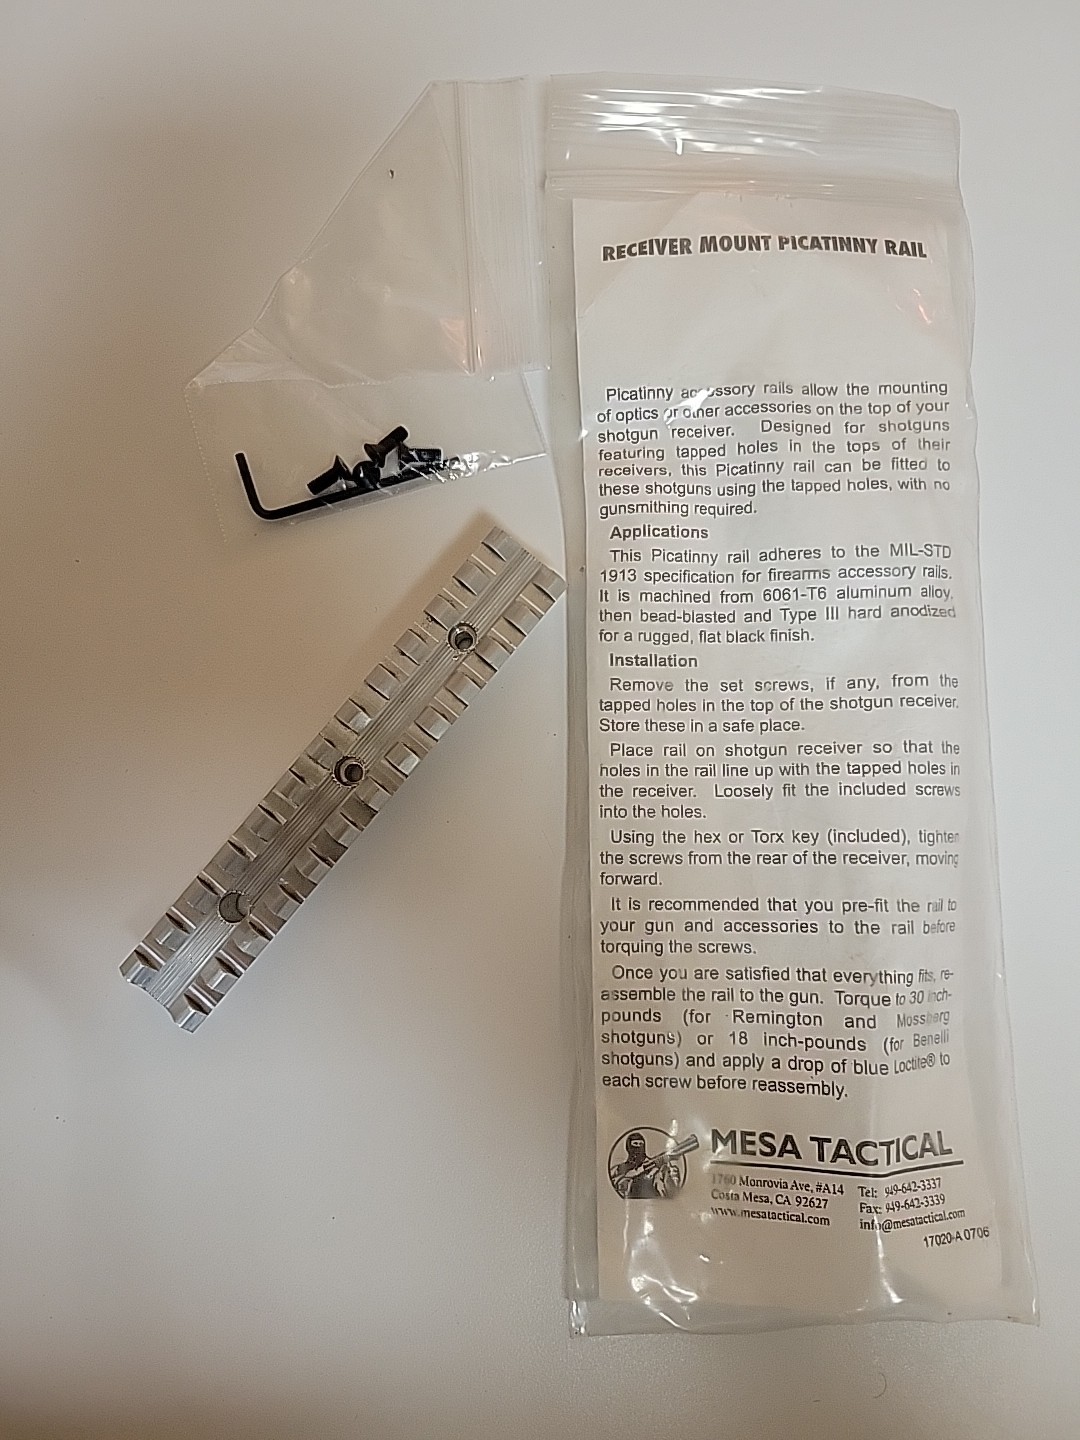 RECEIVER MOUNT PICATINNY RAIL
Picatinny accessory rails allow the mounting
of optics or other accessories on the top of your
shotgun receiver. Designed for shotguns
featuring tapped holes in the tops of their
receivers, this Picatinny rail can be fitted to
these shotguns using the tapped holes, with no
gunsmithing required.
Applications
This Picatinny rail adheres to the MIL-STD
1913 specification for firearms accessory rails.
It is machined from 6061-T6 aluminum alloy,
then bead-blasted and Type III hard anodized
for a rugged, flat black finish.
Installation
Remove the set screws, if any, from the
tapped holes in the top of the shotgun receiver.
Store these in a safe place.
Place rail on shotgun receiver so that the
holes in the rail line up with the tapped holes in
the receiver. Loosely fit the included screws
into the holes.
Using the hex or Torx key (included), tighten
the screws from the rear of the receiver, moving
forward.
It is recommended that you pre-fit the rail to
your gun and accessories to the rail before
torquing the screws.
Once you are satisfied that everything fits, re-
assemble the rail to the gun. Torque to 30 inch-
pounds (for Remington and Mossberg
shotguns) or 18 inch-pounds (for Benelli
shotguns) and apply a drop of blue Loctite® to
each screw before reassembly.
MESA TACTICAL
1760 Monrovia Ave, #A14
Costa Mesa, CA 92627
www.mesatactical.com
Tel: 949-642-3337
Fax: 949-642-3339
info@mesatactical.com
17020-A 0706